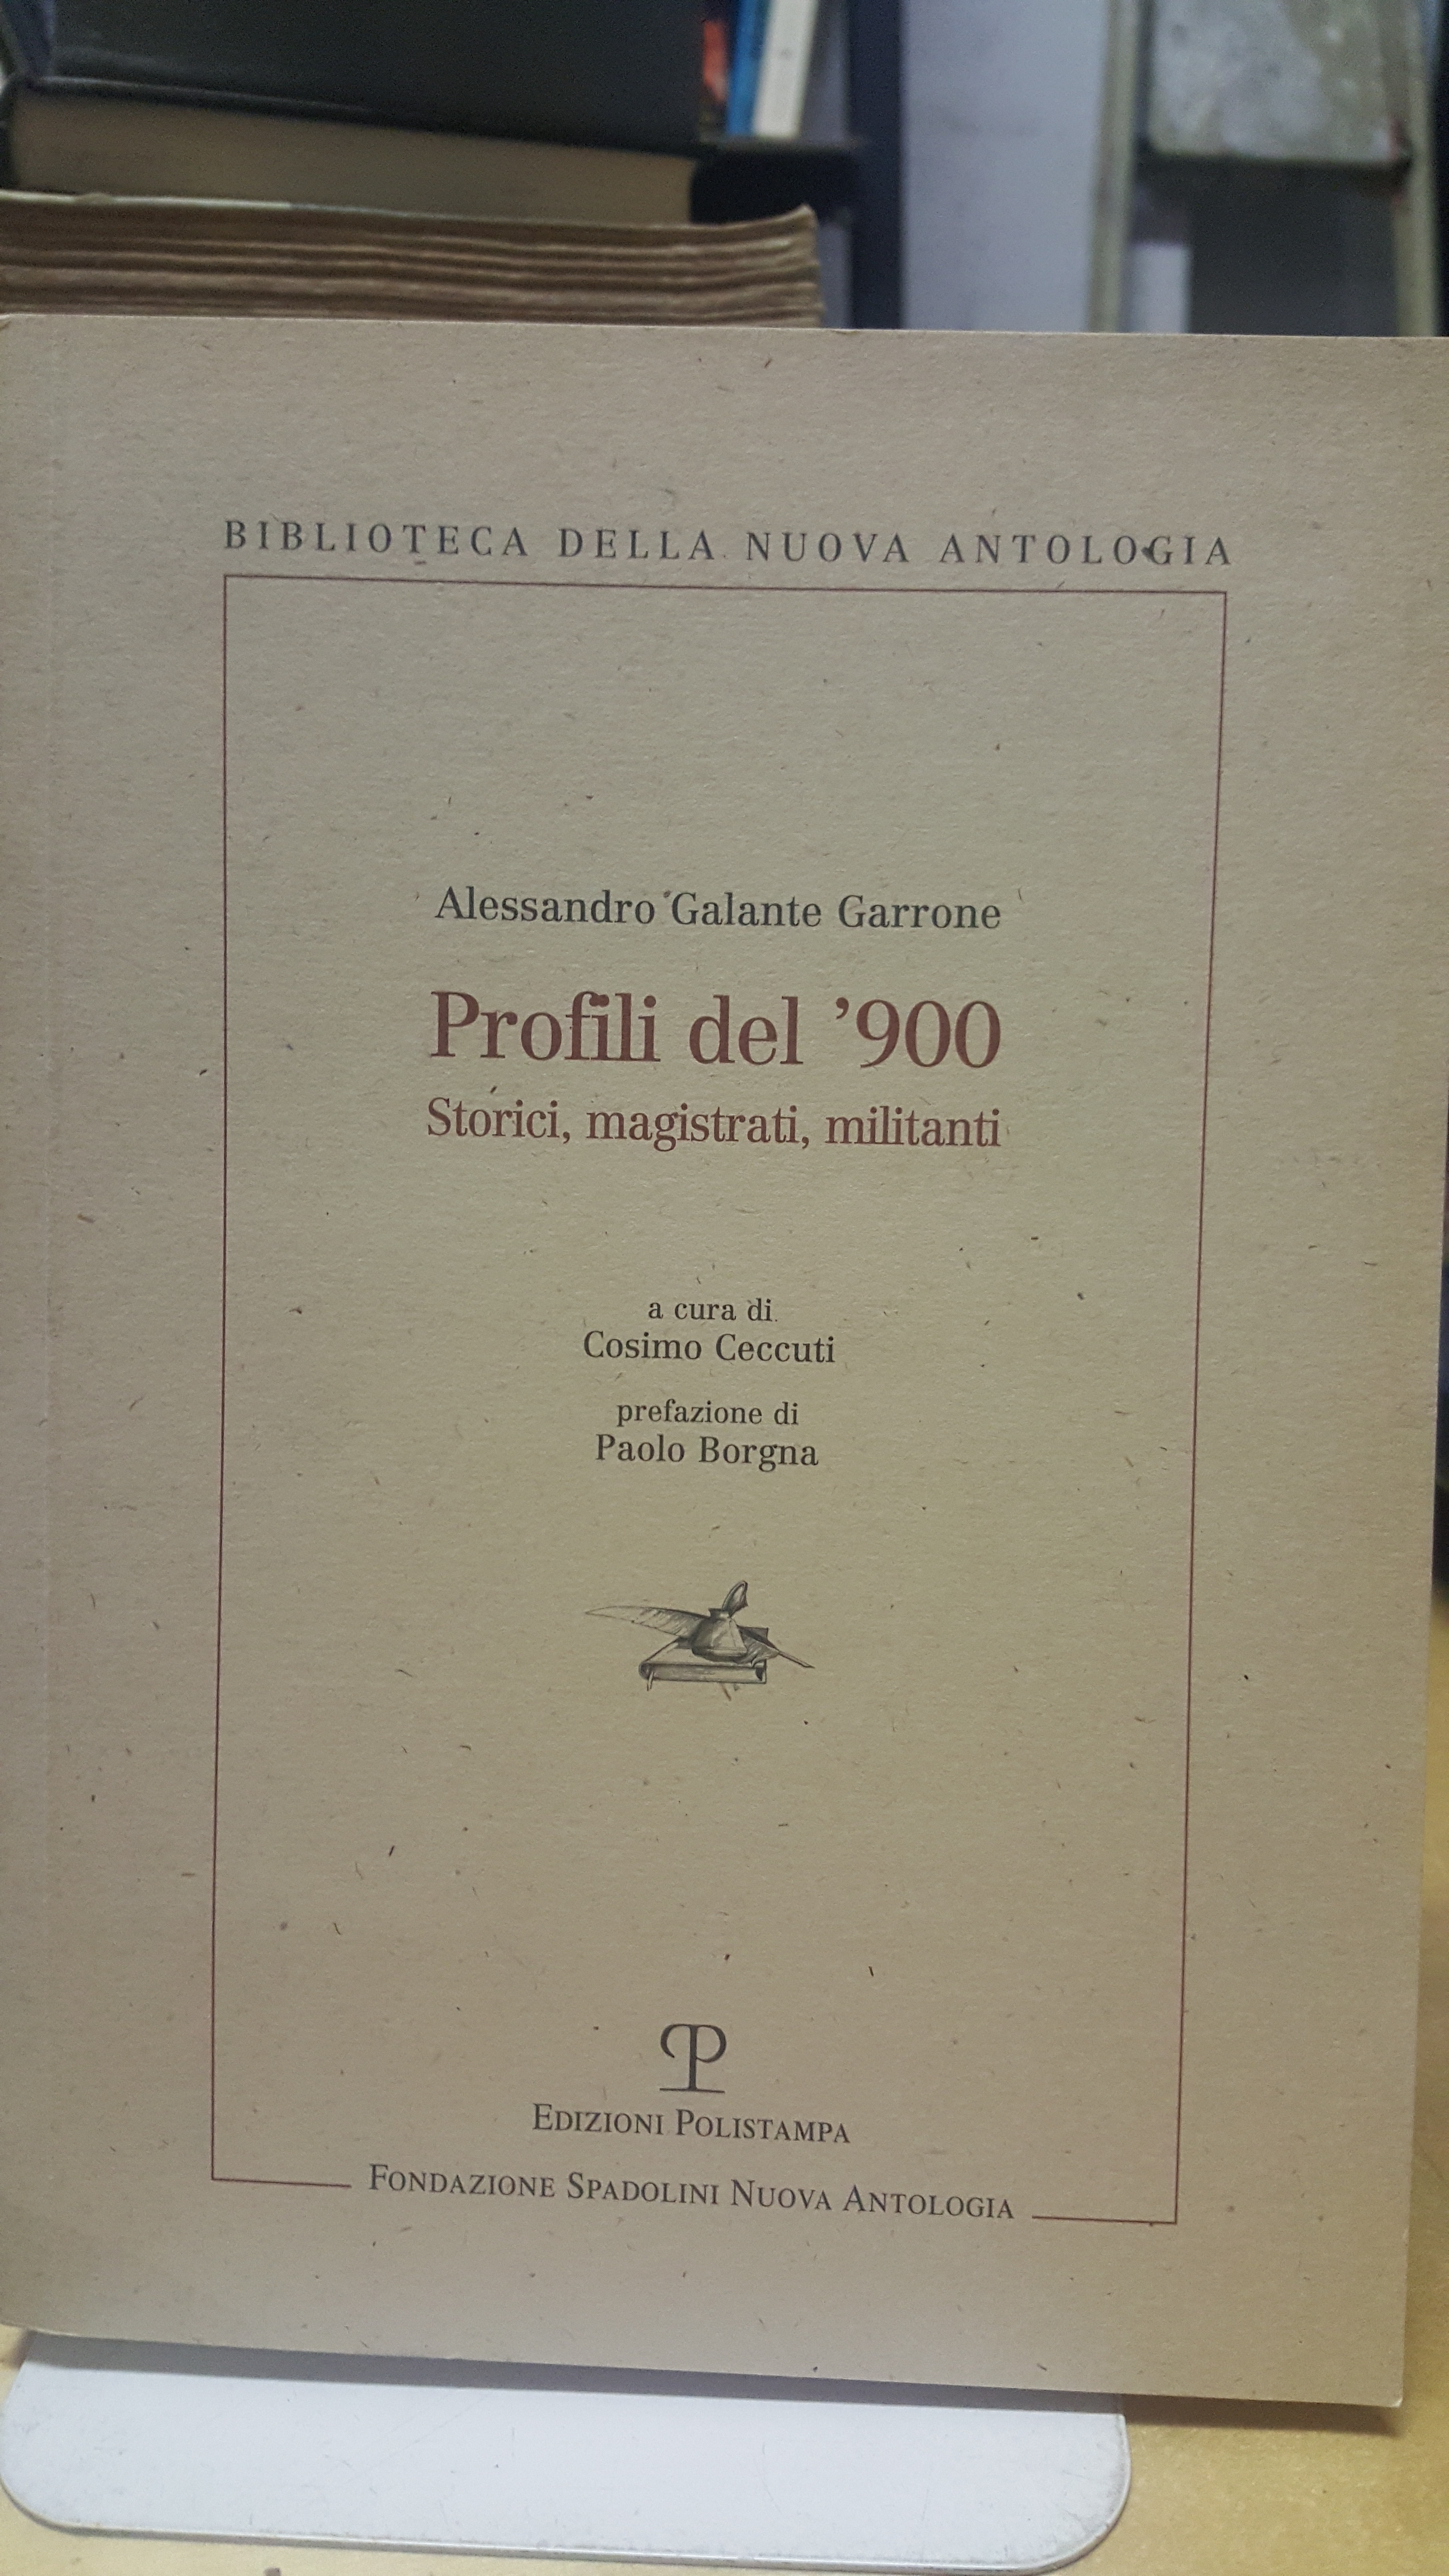 BIBLIOTECA DELLA NUOVA ANTOLOGIA
Alessandro Galante Garrone
Profili del ’900
Storici, magistrati, militanti
a cura di
Cosimo Ceccuti
prefazione di
Paolo Borgna
EDIZIONI POLISTAMPA
FONDAZIONE SPADOLINI NUOVA ANTOLOGIA